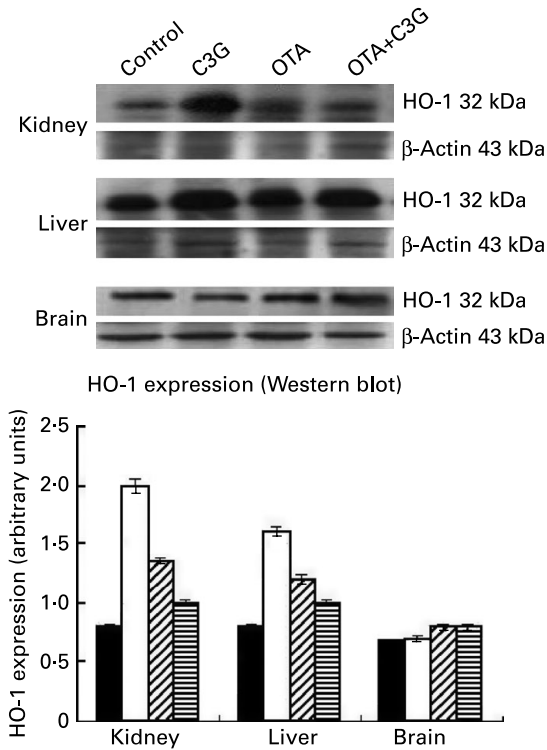 Control C3G OTA OTA+C3G
Kidney
HO-1 32 kDa
β-Actin 43 kDa
Liver
HO-1 32 kDa
β-Actin 43 kDa
Brain
HO-1 32 kDa
β-Actin 43 kDa
HO-1 expression (Western blot)
HO-1 expression (arbitrary units)
2·5
2·0
1·5
1·0
0·5
0
Kidney Liver Brain